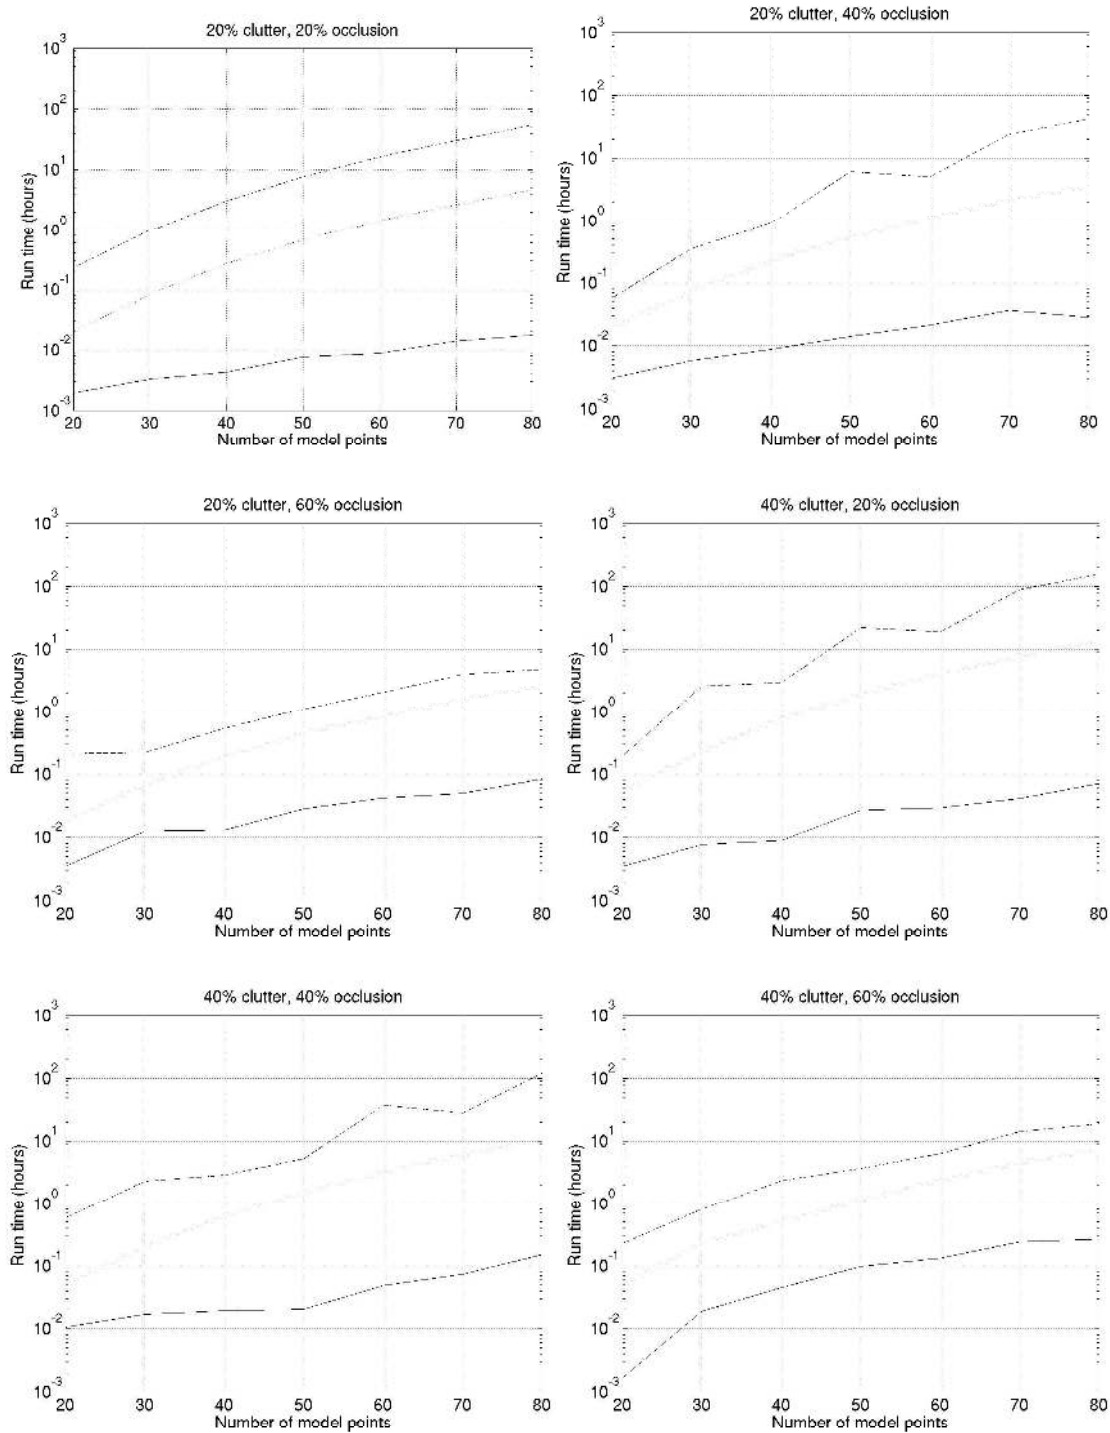 20% clutter, 20% occlusion
10^3
10^2
10^1
10^0
10^-1
10^-2
10^-3
Run time (hours)
20 30 40 50 60 70 80
Number of model points
20% clutter, 40% occlusion
10^3
10^2
10^1
10^0
10^-1
10^-2
10^-3
Run time (hours)
20 30 40 50 60 70 80
Number of model points
20% clutter, 60% occlusion
10^3
10^2
10^1
10^0
10^-1
10^-2
10^-3
Run time (hours)
20 30 40 50 60 70 80
Number of model points
40% clutter, 20% occlusion
10^3
10^2
10^1
10^0
10^-1
10^-2
10^-3
Run time (hours)
20 30 40 50 60 70 80
Number of model points
40% clutter, 40% occlusion
10^3
10^2
10^1
10^0
10^-1
10^-2
10^-3
Run time (hours)
20 30 40 50 60 70 80
Number of model points
40% clutter, 60% occlusion
10^3
10^2
10^1
10^0
10^-1
10^-2
10^-3
Run time (hours)
20 30 40 50 60 70 80
Number of model points